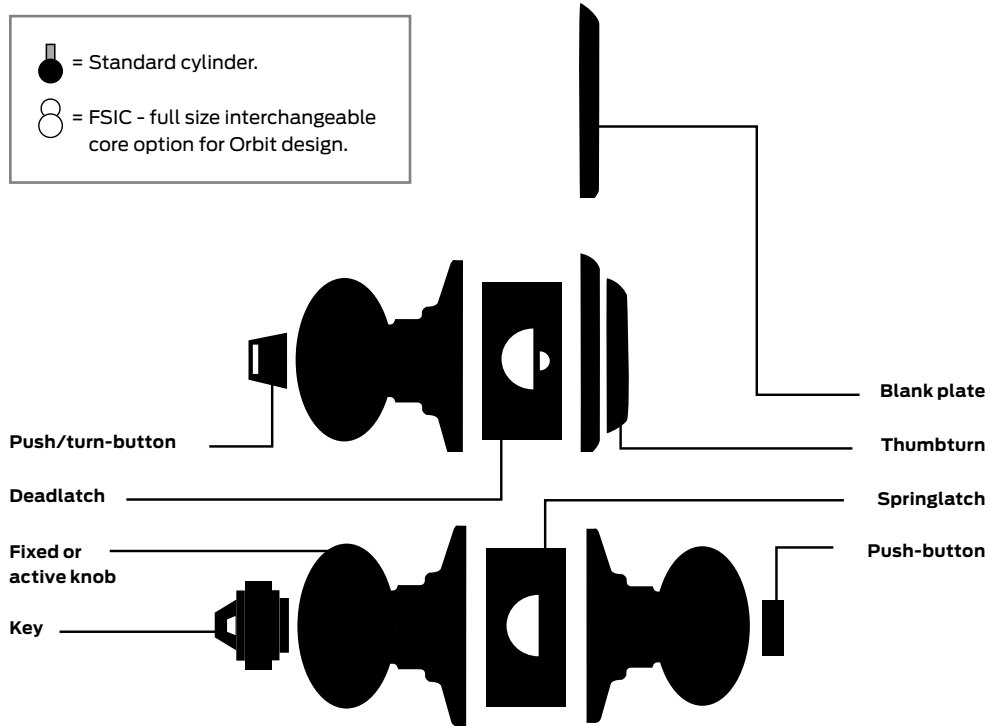 = Standard cylinder.
= FSIC - full size interchangeable
core option for Orbit design.
Blank plate
Push/turn-button
Thumbturn
Deadlatch
Springlatch
Fixed or
active knob
Push-button
Key